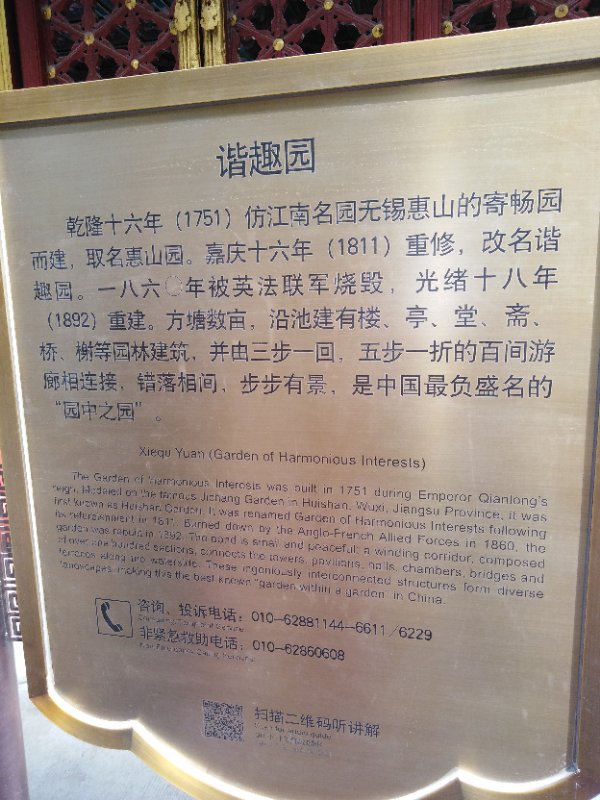 谐趣园
乾隆十六年（1751）仿江南名园无锡惠山的寄畅园
而建，取名惠山园。嘉庆十六年（1811）重修，改名谐
趣园。一八六〇年被英法联军烧毁，光绪十八年
（1892）重建。方塘数亩，沿池建有楼、亭、堂、斋、
桥、榭等园林建筑，并由三步一回，五步一折的百间游
廊相连接，错落相间，步步有景，是中国最负盛名的
“园中之园”。
Xiequ Yuan (Garden of Harmonious Interests)
The Garden of Harmonious Interests was built in 1751 during Emperor Qianlong's
reign. Modeled on the famous Jichang Garden in Huishan, Wuxi, Jiangsu Province, it was
first known as Huishan Garden. It was renamed Garden of Harmonious Interests following
its refurbishment in 1811. Burned down by the Anglo-French Allied Forces in 1860, the
garden was rebuilt in 1892. The pond is small and peaceful; a winding corridor, composed
of over one hundred sections, connects the towers, pavilions, halls, chambers, bridges and
terraces along the waterside. These ingeniously interconnected structures form diverse
landscapes, making this the best known "garden within a garden" in China.
咨询、投诉电话：010-62881144-6611/6229
非紧急救助电话：010-62860608
扫描二维码听讲解